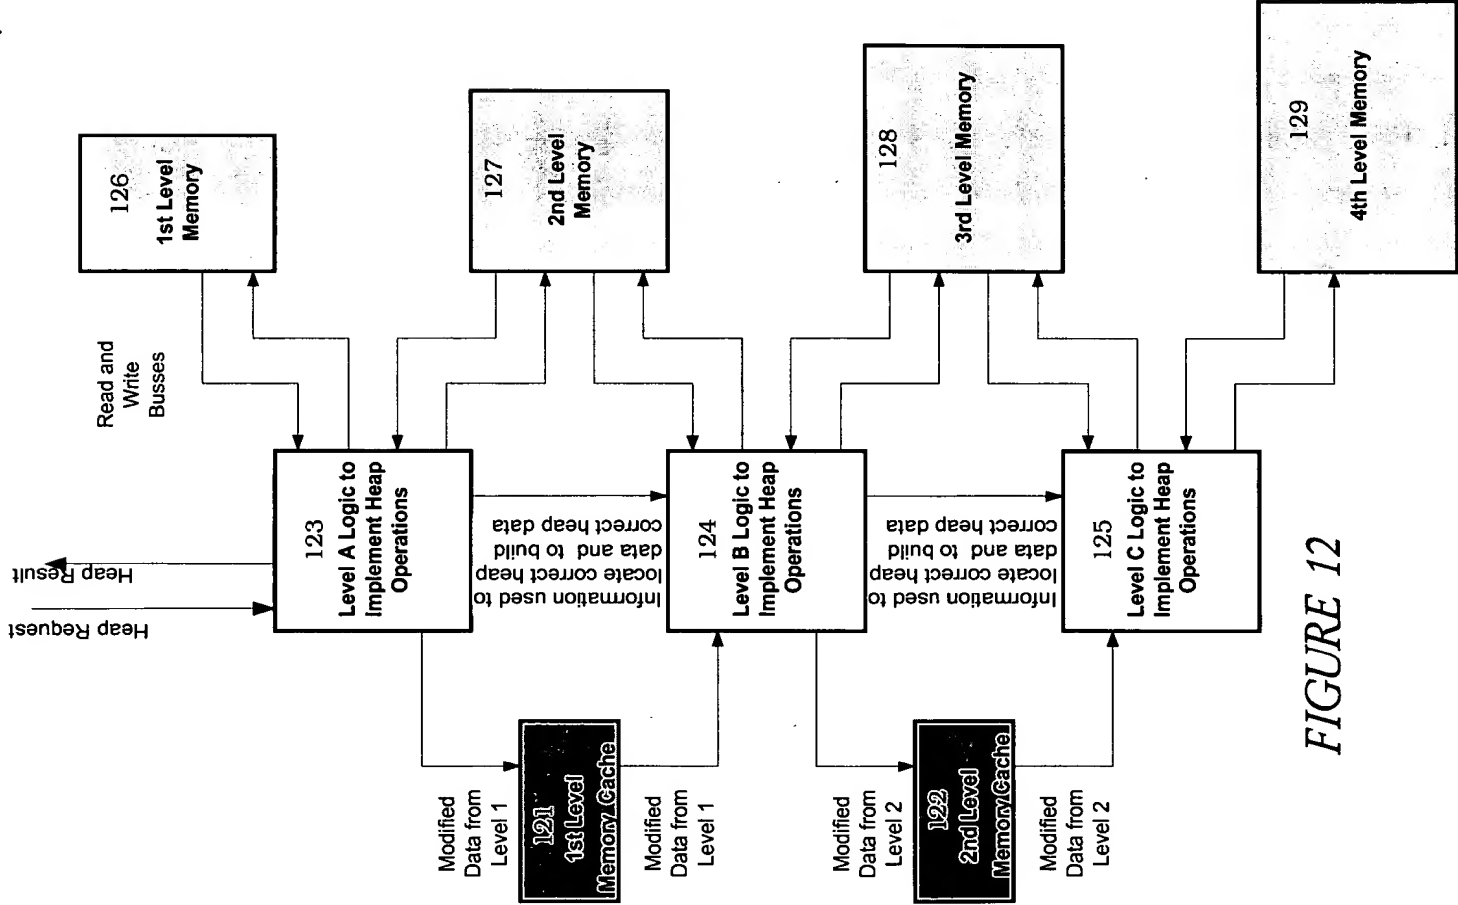 Heap Request
Heap Result
Read and
Write
Busses
126
1st Level
Memory
127
2nd Level
Memory
128
3rd Level Memory
129
4th Level Memory
123
Level A Logic to
Implement Heap
Operations
Information used to
locate correct heap
data and to build
correct heap data
124
Level B Logic to
Implement Heap
Operations
Information used to
locate correct heap
data and to build
correct heap data
125
Level C Logic to
Implement Heap
Operations
Modified
Data from
Level 1
121
1st Level
Memory Cache
Modified
Data from
Level 1
Modified
Data from
Level 2
122
2nd Level
Memory Cache
Modified
Data from
Level 2
FIGURE 12